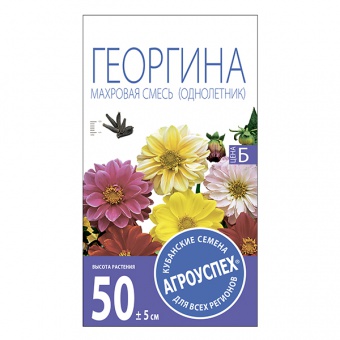 ГЕОРГИНА
МАХРОВАЯ СМЕСЬ (ОДНОЛЕТНИК)
ЦЕНА Б
КУБАНСКИЕ СЕМЕНА
АГРОУСПЕХ®
ДЛЯ ВСЕХ РЕГИОНОВ
ВЫСОТА РАСТЕНИЯ
50 ± 5 см